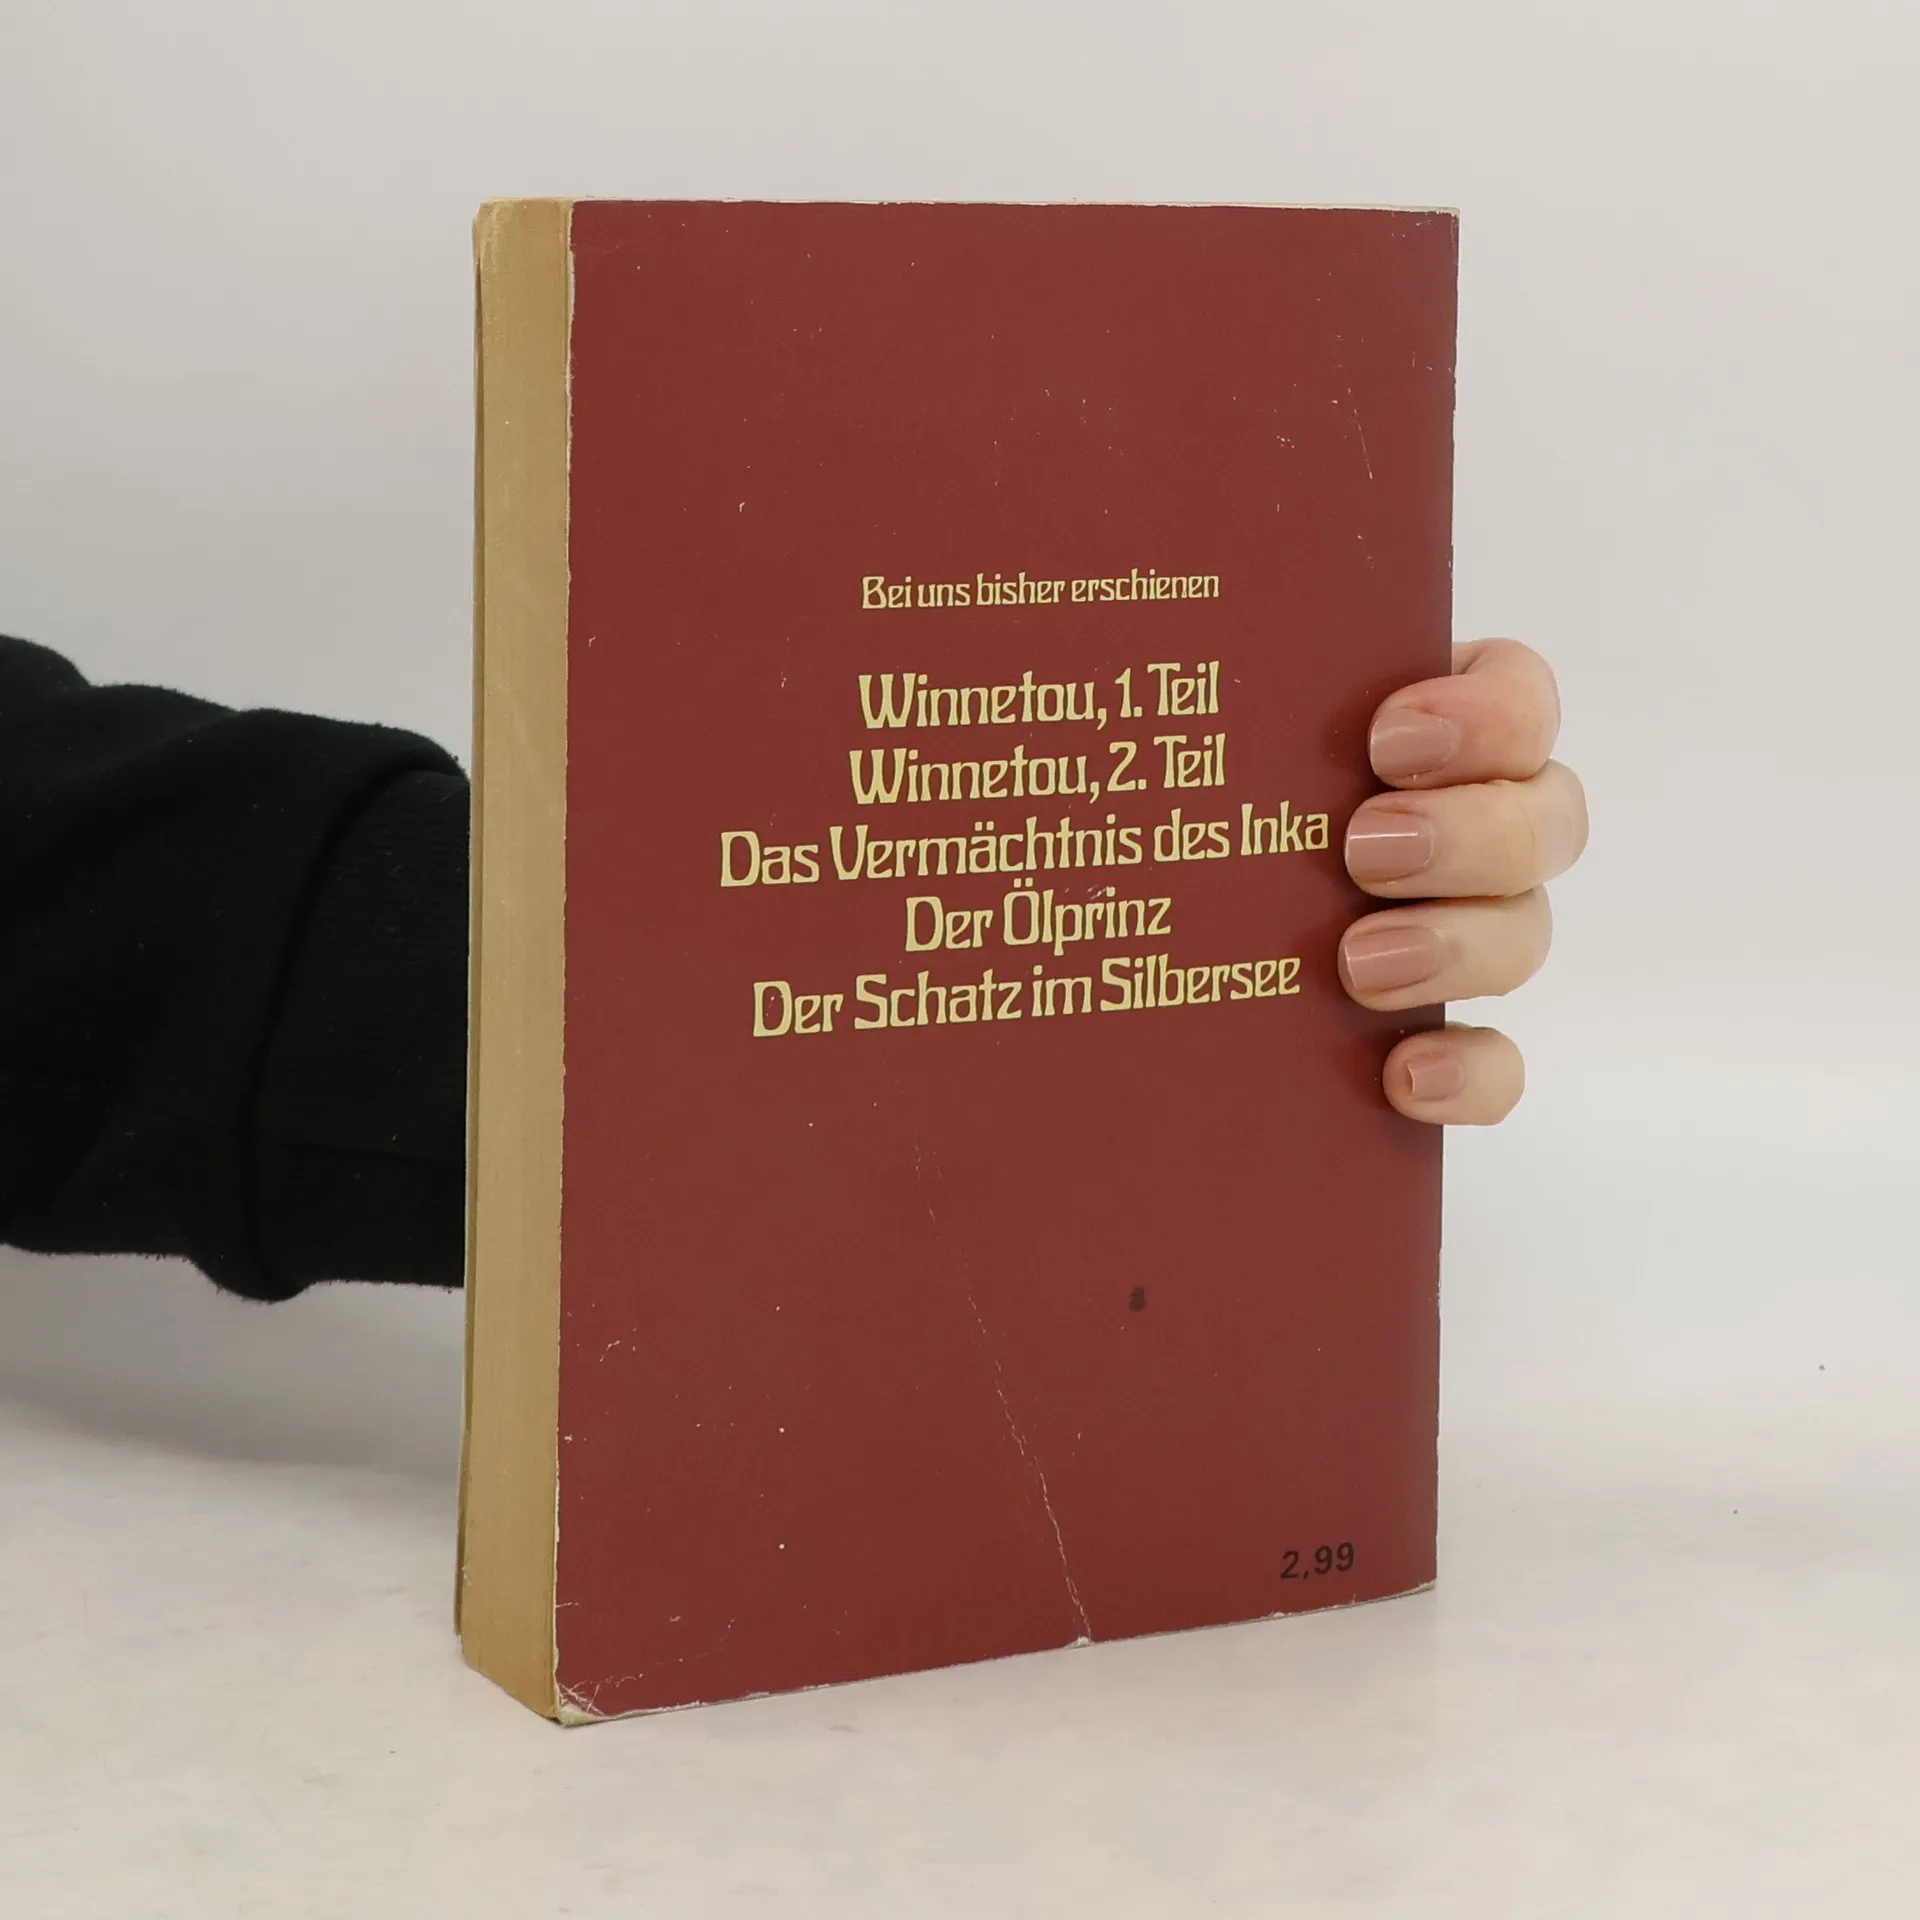 Bei uns bisher erschienen
Winnetou, 1. Teil
Winnetou, 2. Teil
Das Vermächtnis des Inka
Der Ölprinz
Der Schatz im Silbersee
2,99